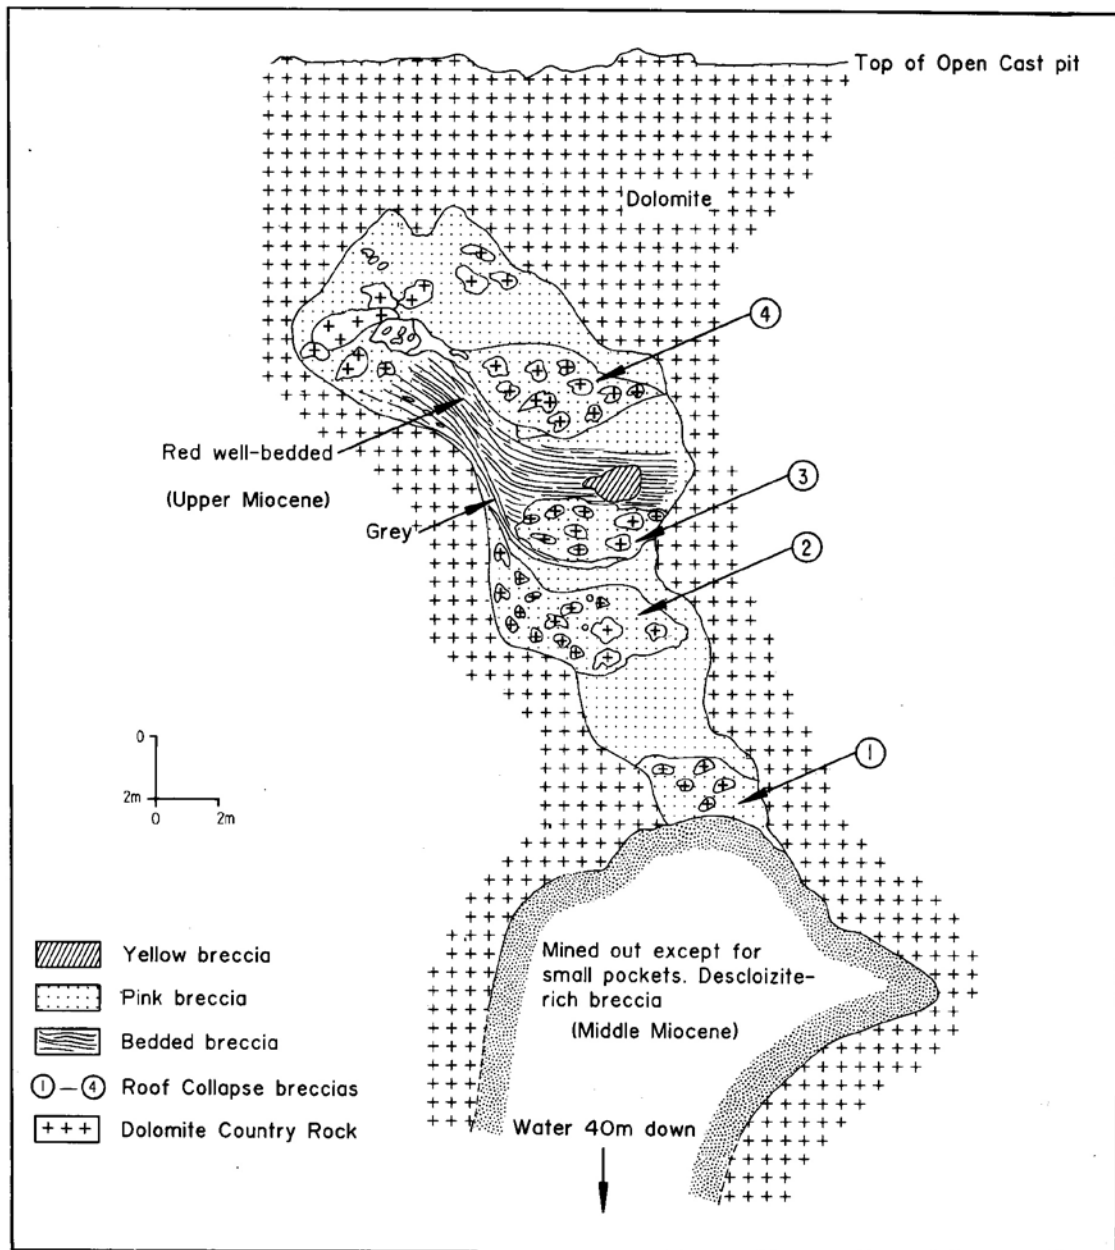 Top of Open Cast pit
Dolomite
④
Red well-bedded
(Upper Miocene)
③
Grey
②
0
2m
0 2m
①
Mined out except for
small pockets. Descloizite-
rich breccia
(Middle Miocene)
Water 40m down
Yellow breccia
Pink breccia
Bedded breccia
①–④ Roof Collapse breccias
+++ Dolomite Country Rock